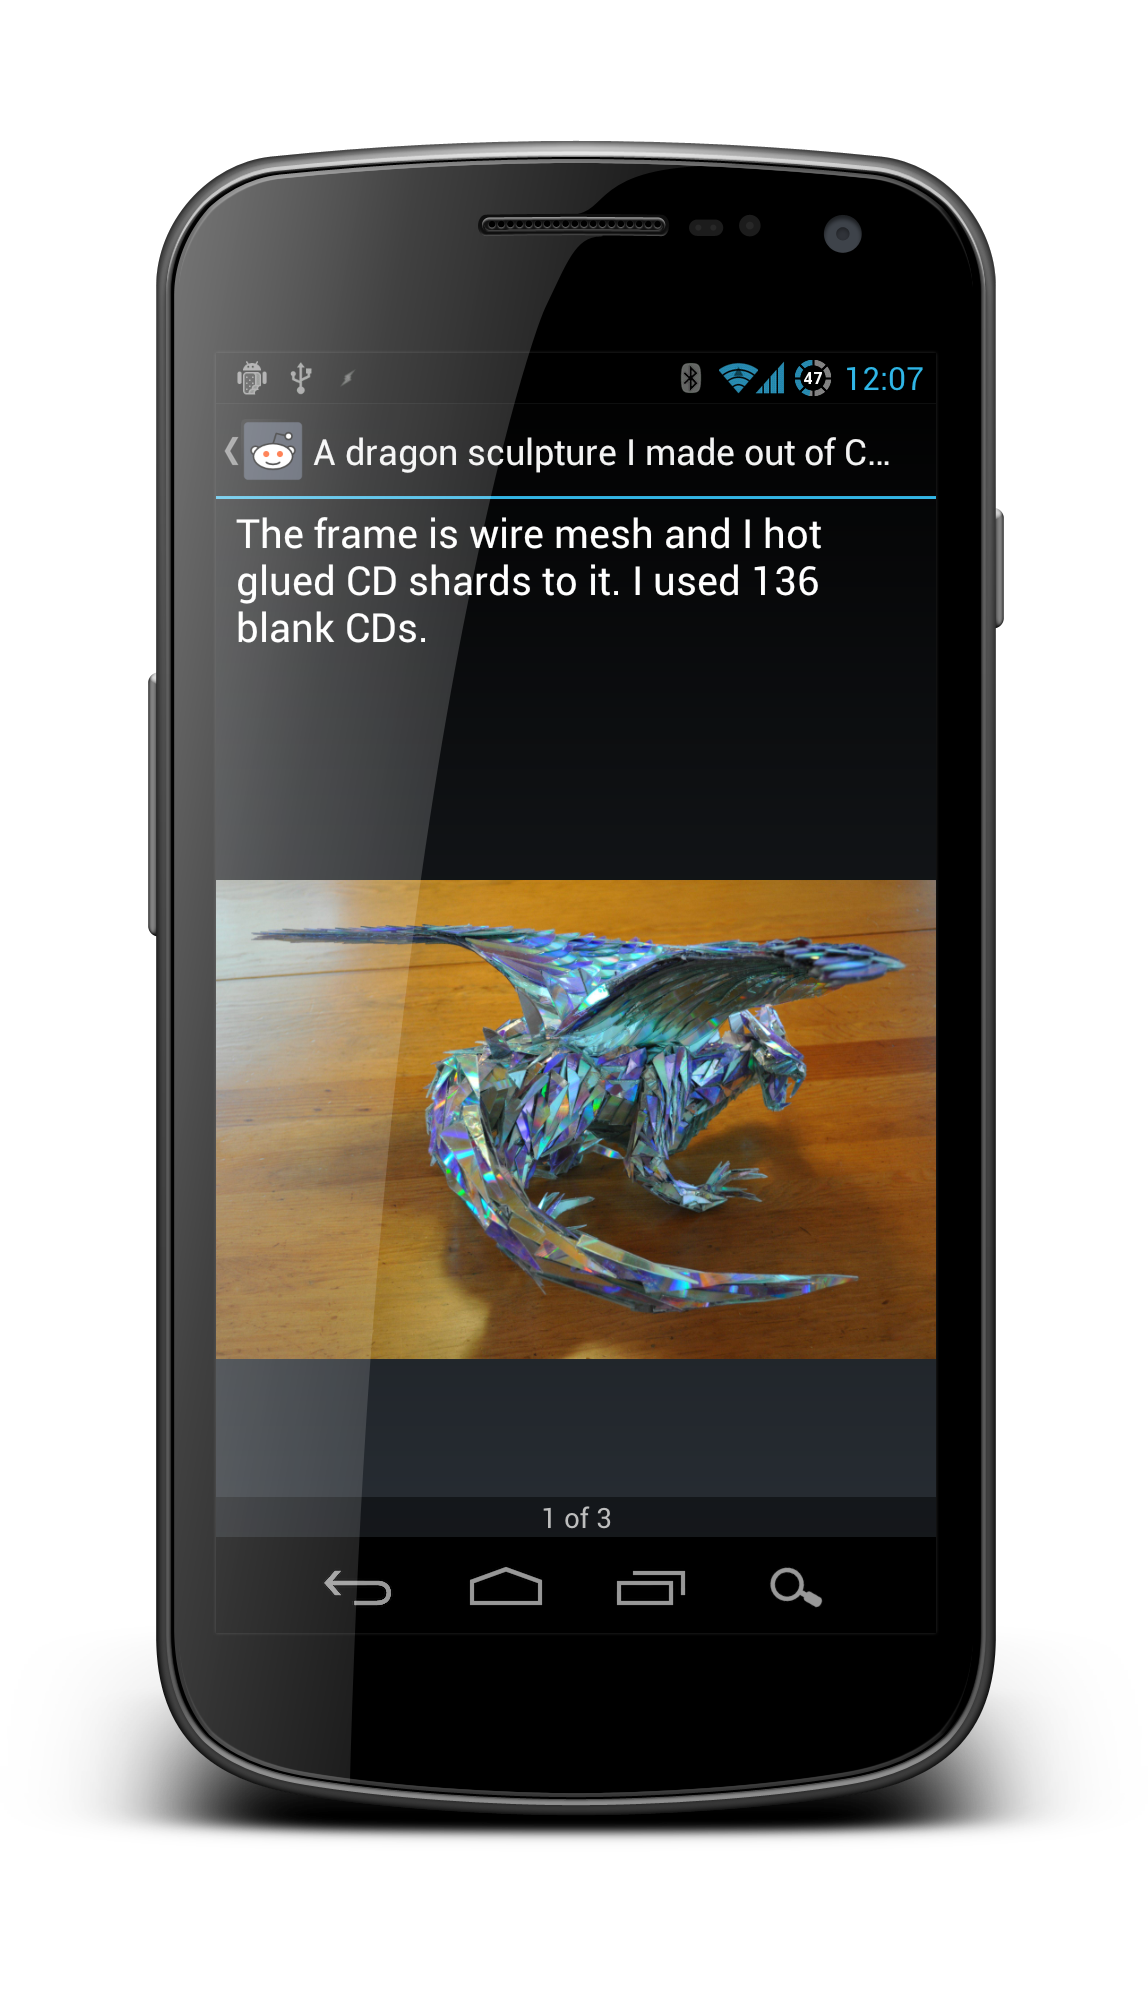 47 12:07
A dragon sculpture I made out of C...
The frame is wire mesh and I hot
glued CD shards to it. I used 136
blank CDs.
1 of 3